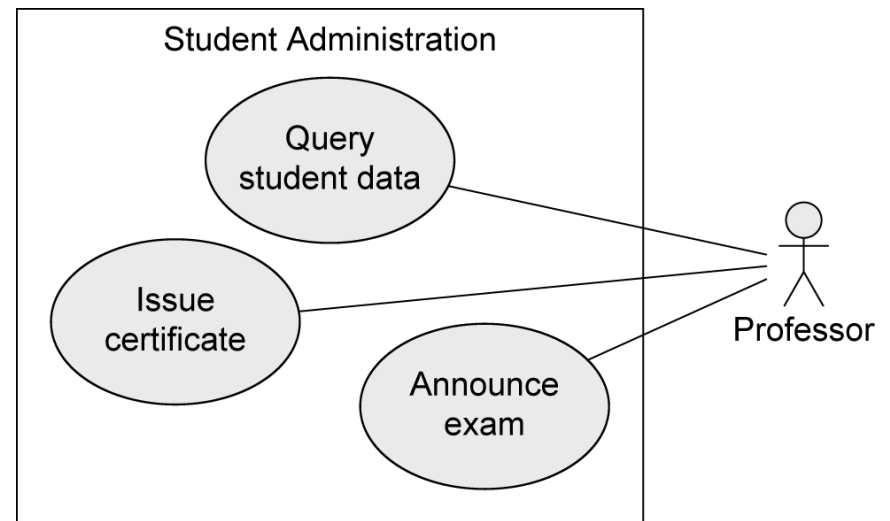 Student Administration
Query
student data
Issue
certificate
Professor
Announce
exam